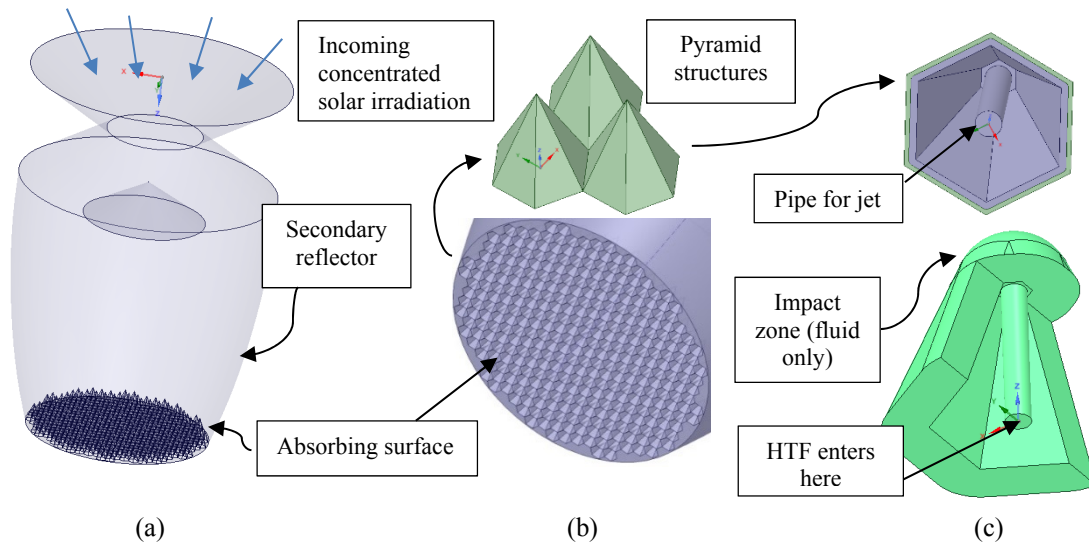 Incoming
concentrated
solar irradiation
Pyramid
structures
Pipe for jet
Secondary
reflector
Impact
zone (fluid
only)
Absorbing surface
HTF enters
here
X
Z
Y
Z
X
Z
(a)
(b)
(c)